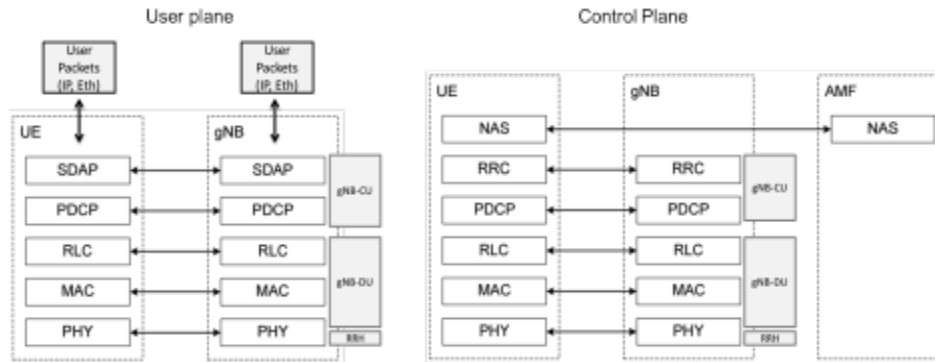 User plane
Control Plane
User
Packets
(IP, Eth)
User
Packets
(IP, Eth)
UE
gNB
SDAP
SDAP
PDCP
PDCP
gNB-CU
RLC
RLC
MAC
MAC
gNB-DU
PHY
PHY
RRH
UE
gNB
AMF
NAS
NAS
RRC
RRC
PDCP
PDCP
gNB-CU
RLC
RLC
MAC
MAC
gNB-DU
PHY
PHY
RRH